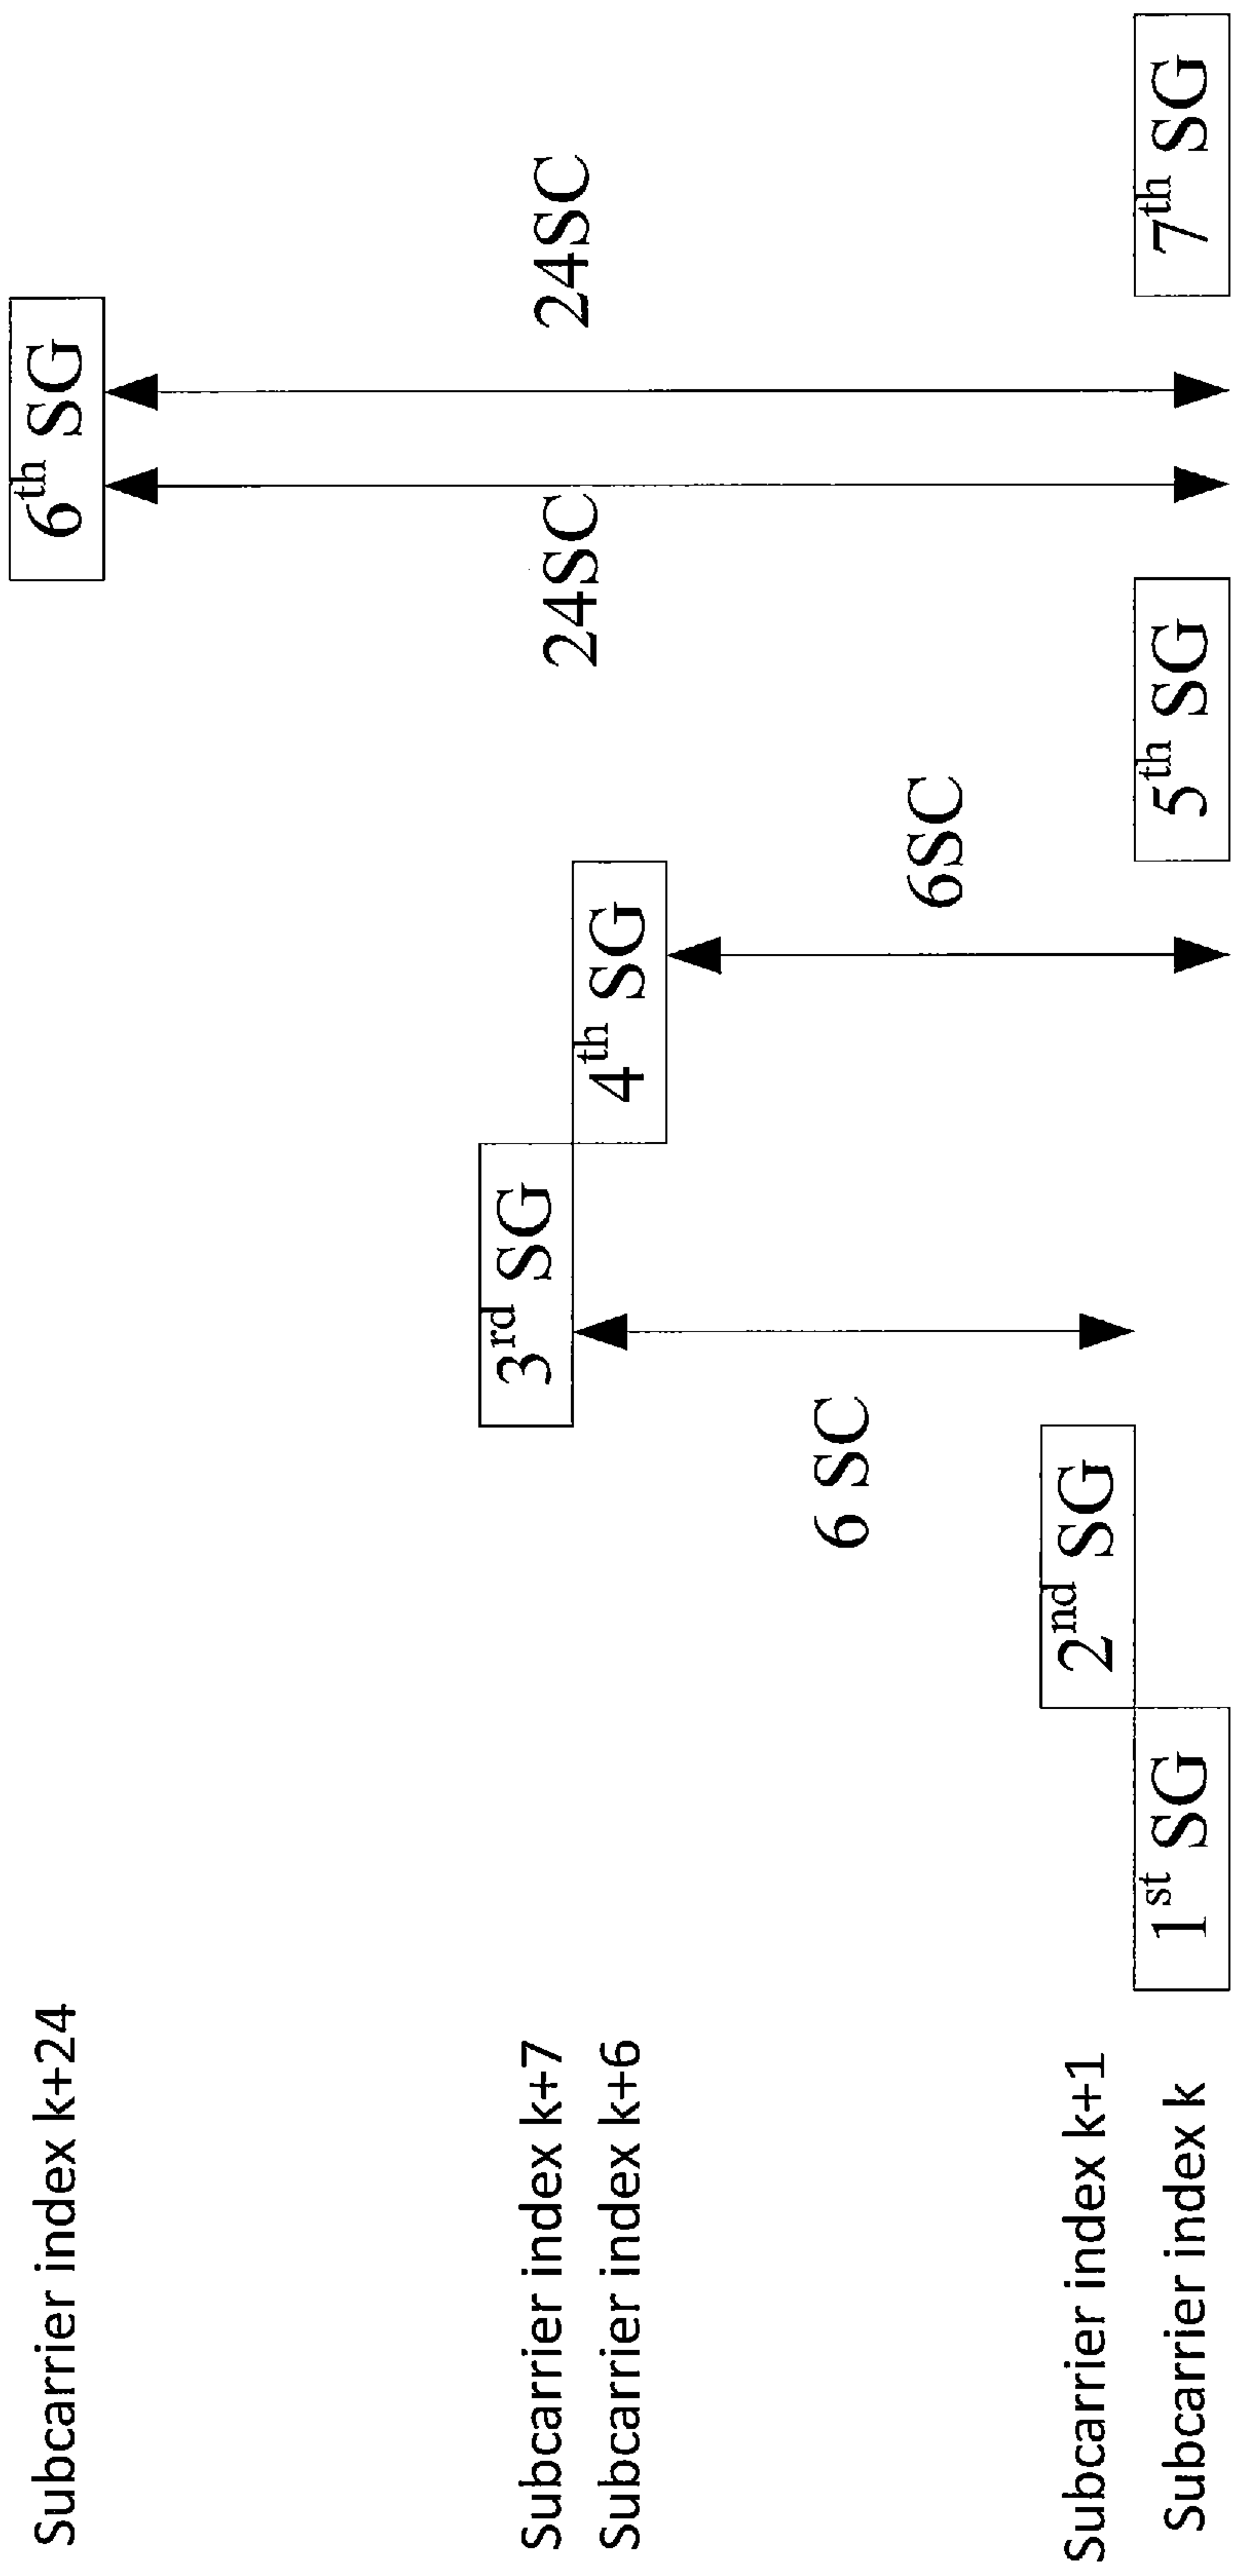 Subcarrier index k+24
Subcarrier index k+7
Subcarrier index k+6
Subcarrier index k+1
Subcarrier index k
1st SG
2nd SG
6 SC
3rd SG
4th SG
6SC
5th SG
24SC
6th SG
24SC
7th SG